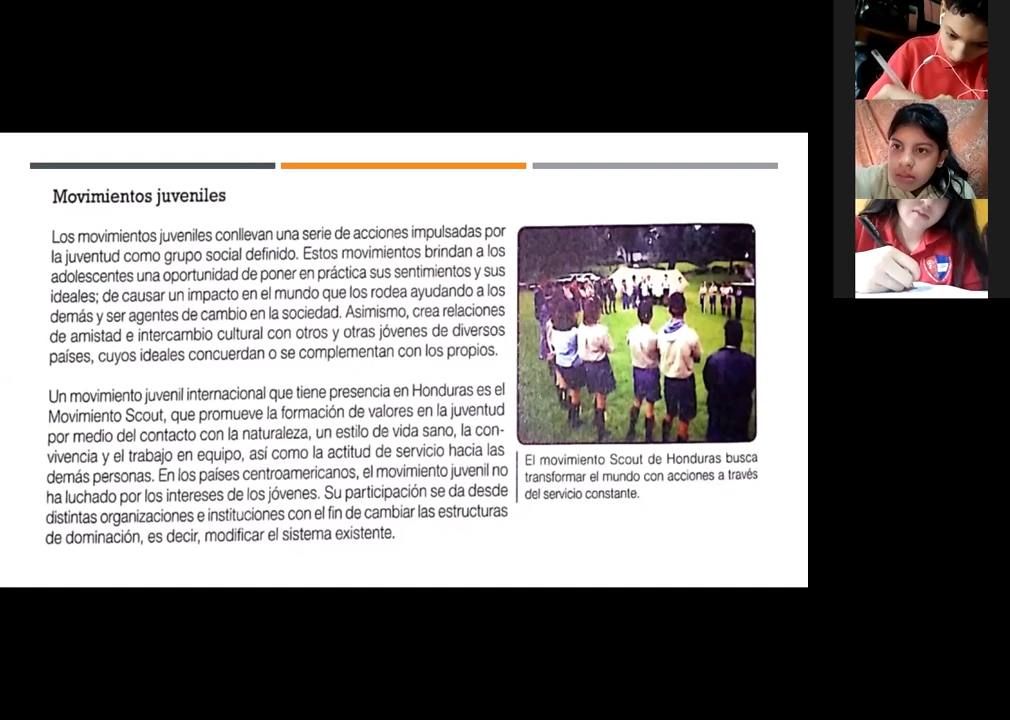 Movimientos juveniles
Los movimientos juveniles conllevan una serie de acciones impulsadas por
la juventud como grupo social definido. Estos movimientos brindan a los
adolescentes una oportunidad de poner en práctica sus sentimientos y sus
ideales; de causar un impacto en el mundo que los rodea ayudando a los
demás y ser agentes de cambio en la sociedad. Asimismo, crea relaciones
de amistad e intercambio cultural con otros y otras jóvenes de diversos
países, cuyos ideales concuerdan o se complementan con los propios.
Un movimiento juvenil internacional que tiene presencia en Honduras es el
Movimiento Scout, que promueve la formación de valores en la juventud
por medio del contacto con la naturaleza, un estilo de vida sano, la con-
vivencia y el trabajo en equipo, así como la actitud de servicio hacia las
demás personas. En los países centroamericanos, el movimiento juvenil no
ha luchado por los intereses de los jóvenes. Su participación se da desde
distintas organizaciones e instituciones con el fin de cambiar las estructuras
de dominación, es decir, modificar el sistema existente.
El movimiento Scout de Honduras busca
transformar el mundo con acciones a través
del servicio constante.